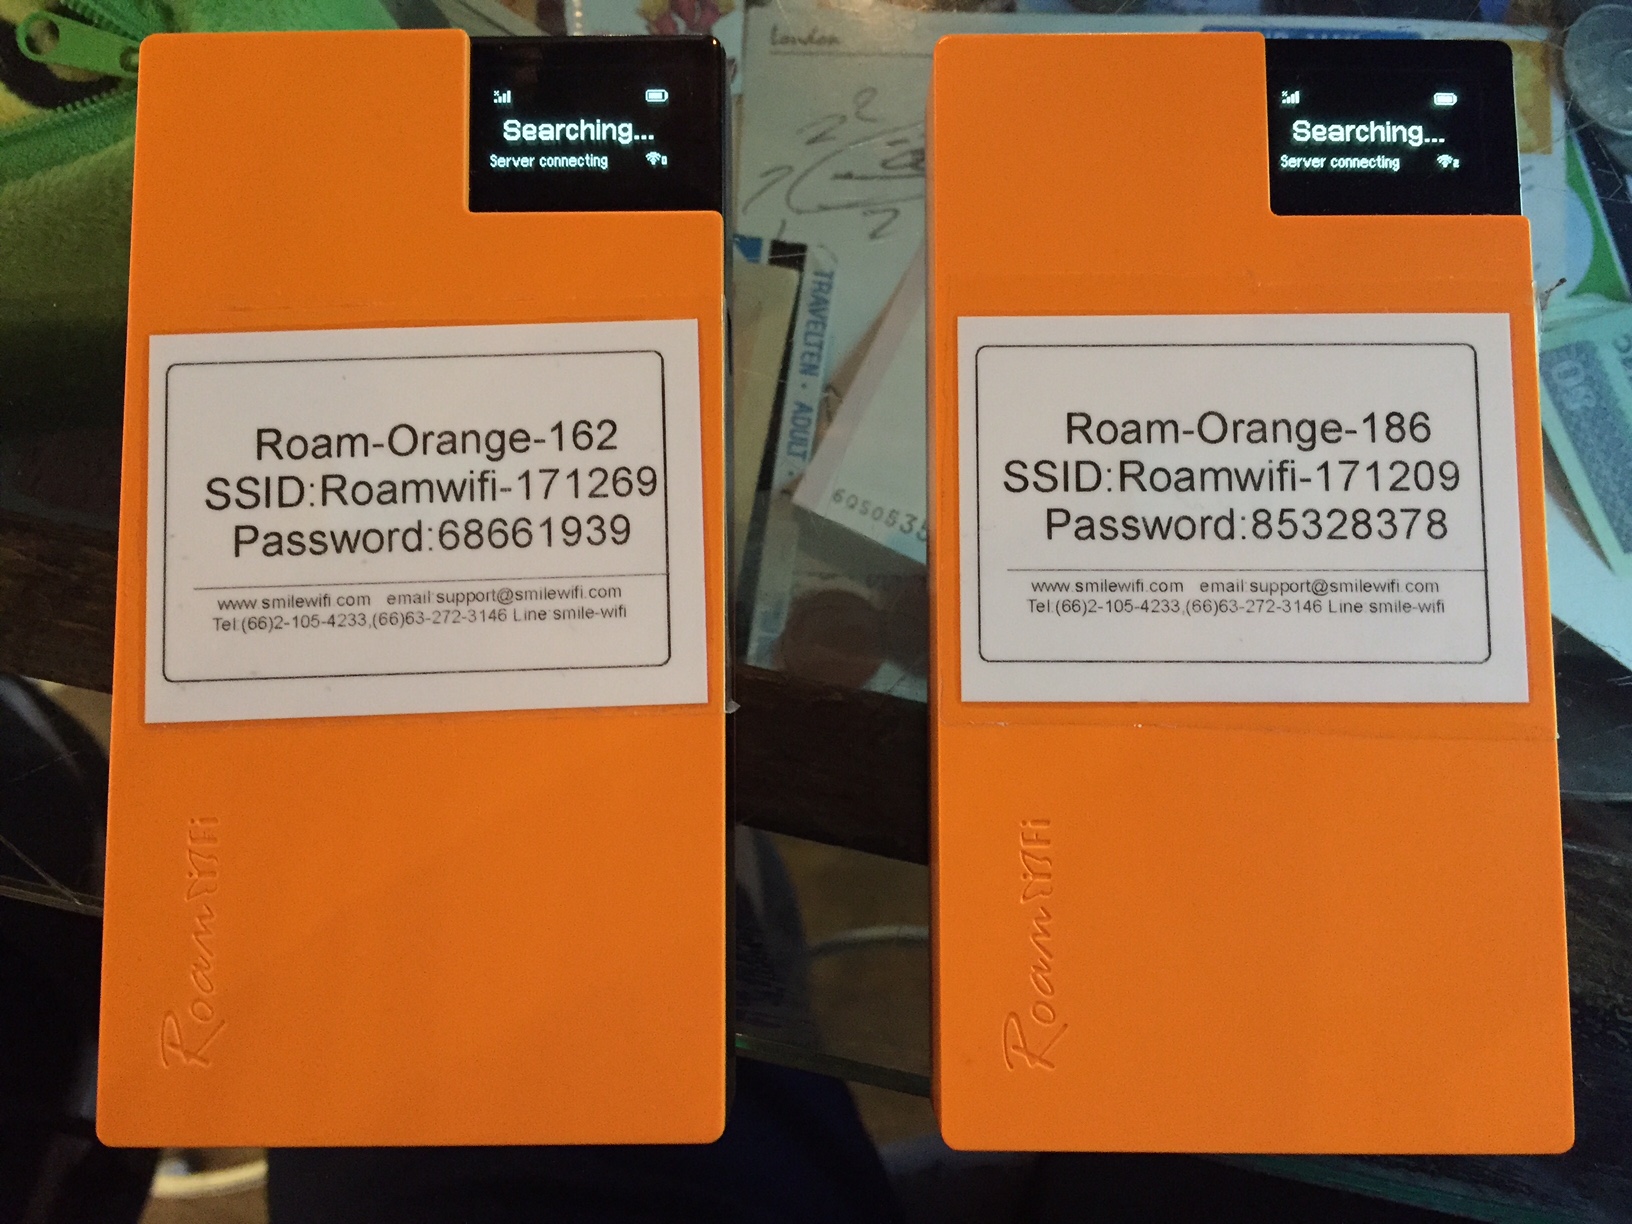 Searching...
Server connecting
Roam-Orange-162
SSID:Roamwifi-171269
Password:68661939
www.smilewifi.com email:support@smilewifi.com
Tel:(66)2-105-4233,(66)63-272-3146 Line:smile-wifi
RoamWiFi
Searching...
Server connecting
Roam-Orange-186
SSID:Roamwifi-171209
Password:85328378
www.smilewifi.com email:support@smilewifi.com
Tel:(66)2-105-4233,(66)63-272-3146 Line smile-wifi
RoamWiFi
London
TRAVELTEN · ADULT ·